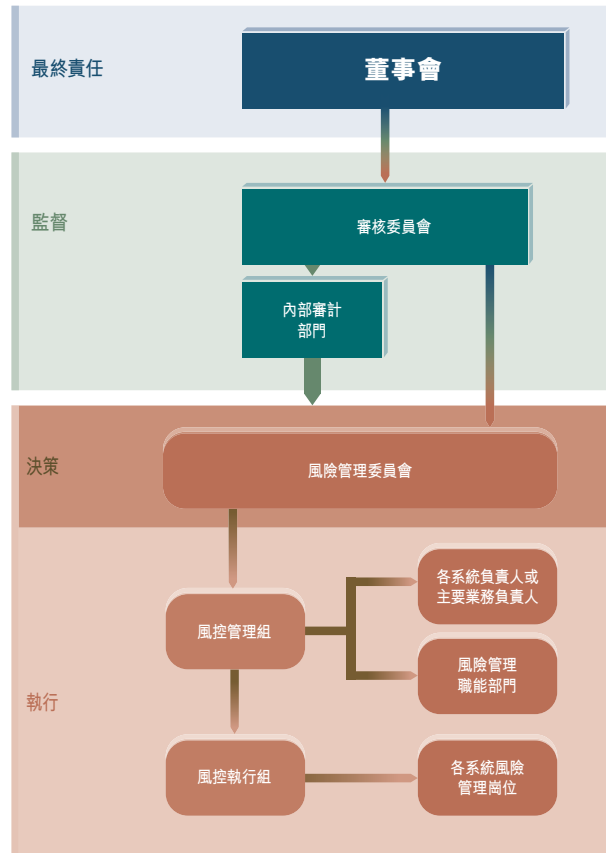 最終責任
董事會
監督
審核委員會
內部審計
部門
決策
風險管理委員會
執行
風控管理組
各系統負責人或
主要業務負責人
風險管理
職能部門
風控執行組
各系統風險
管理崗位